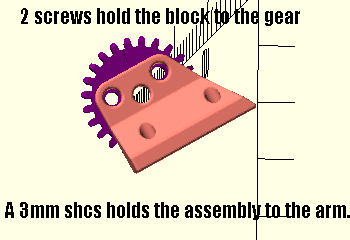 2 screws hold the block to the gear
A 3mm shcs holds the assembly to the arm.